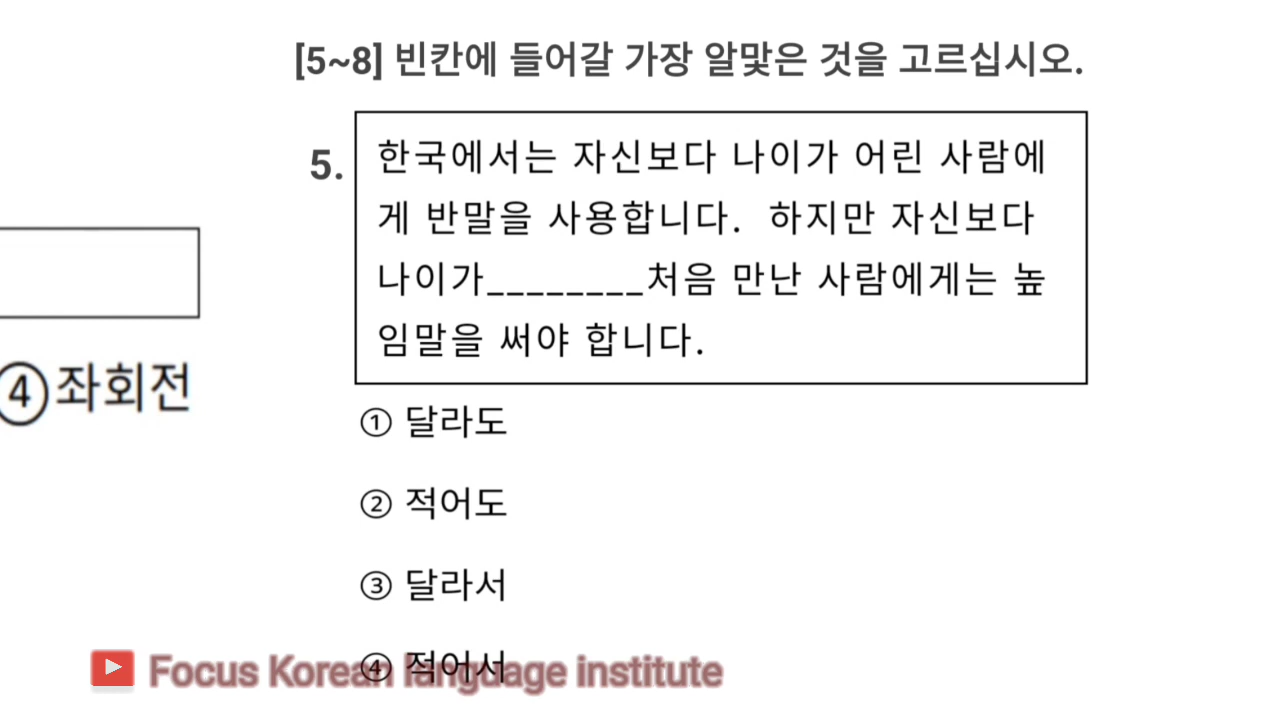 [5~8] 빈칸에 들어갈 가장 알맞은 것을 고르십시오.
5.
한국에서는 자신보다 나이가 어린 사람에
게 반말을 사용합니다. 하지만 자신보다
나이가________처음 만난 사람에게는 높
임말을 써야 합니다.
① 달라도
② 적어도
③ 달라서
④ 적어서
④좌회전
Focus Korean language institute